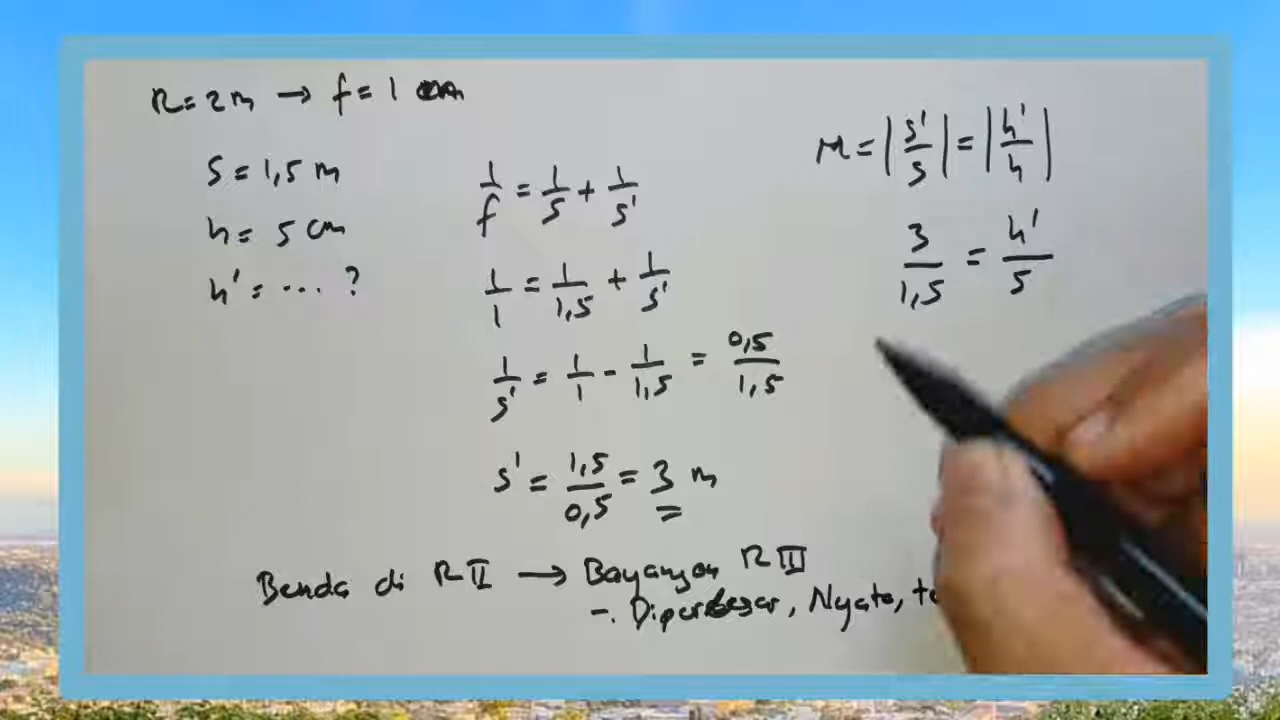 R = 2 m → f = 1 m
s = 1,5 m
h = 5 cm
h' = ... ?
1/f = 1/s + 1/s'
1/1 = 1/1,5 + 1/s'
1/s' = 1/1 - 1/1,5 = 0,5/1,5
s' = 1,5/0,5 = 3 m
M = |s'/s| = |h'/h|
3/1,5 = h'/5
Benda di R II → Bayangan R III
-. Diperbesar, Nyata, te